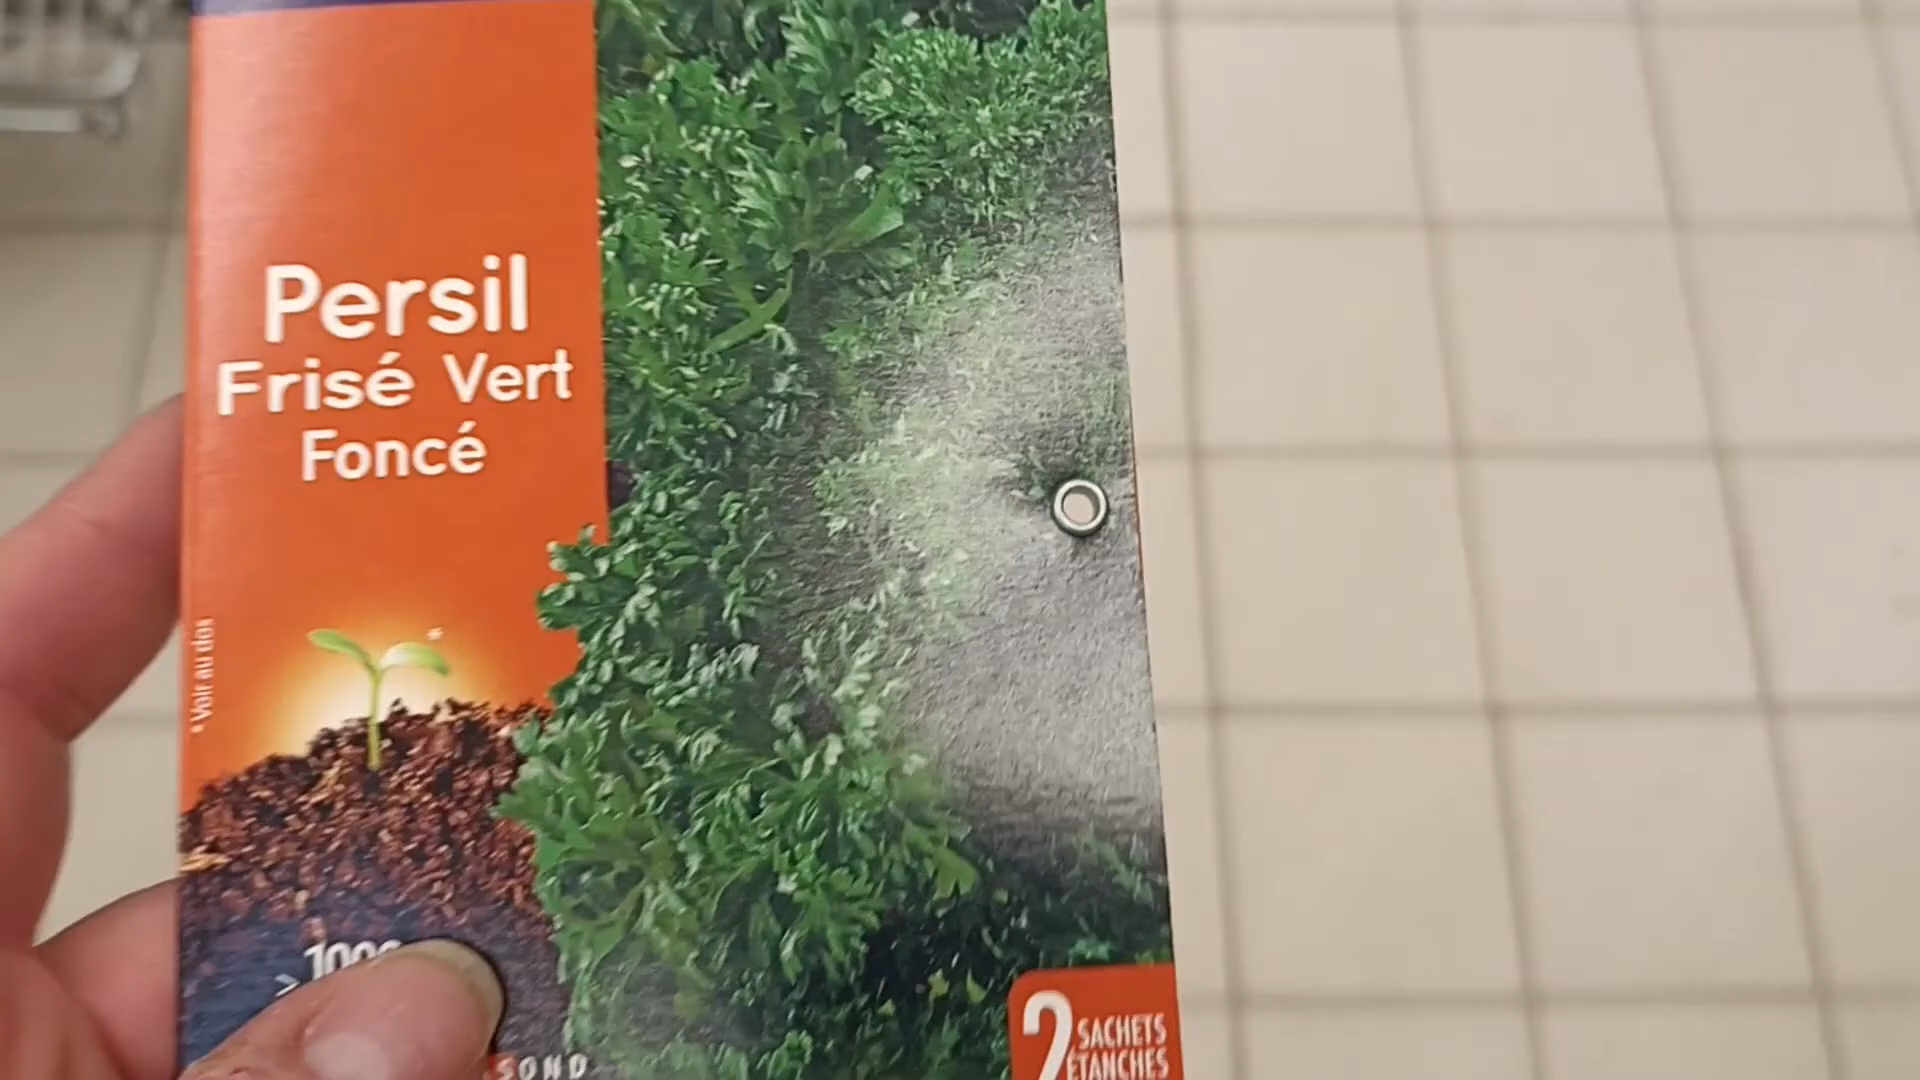 Persil
Frisé Vert
Foncé
* Voir au dos
2 SACHETS
ÉTANCHES